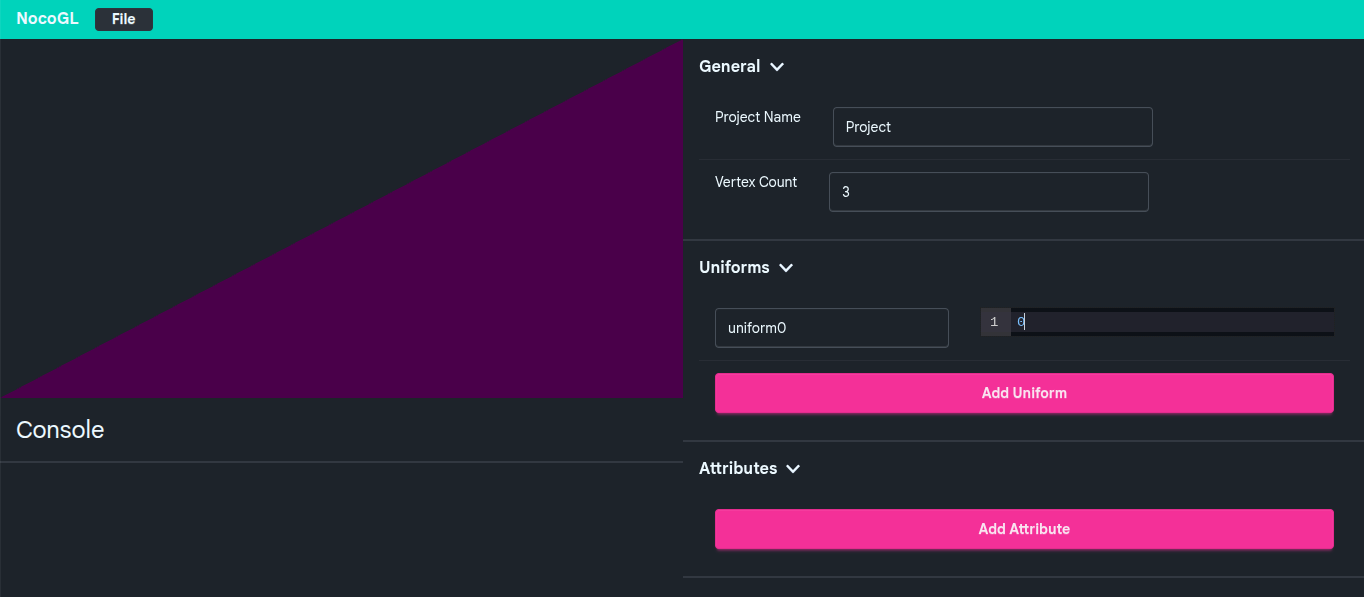 NocoGL File
General
Project Name Project
Vertex Count 3
Uniforms
uniform0 1 0
Add Uniform
Console
Attributes
Add Attribute